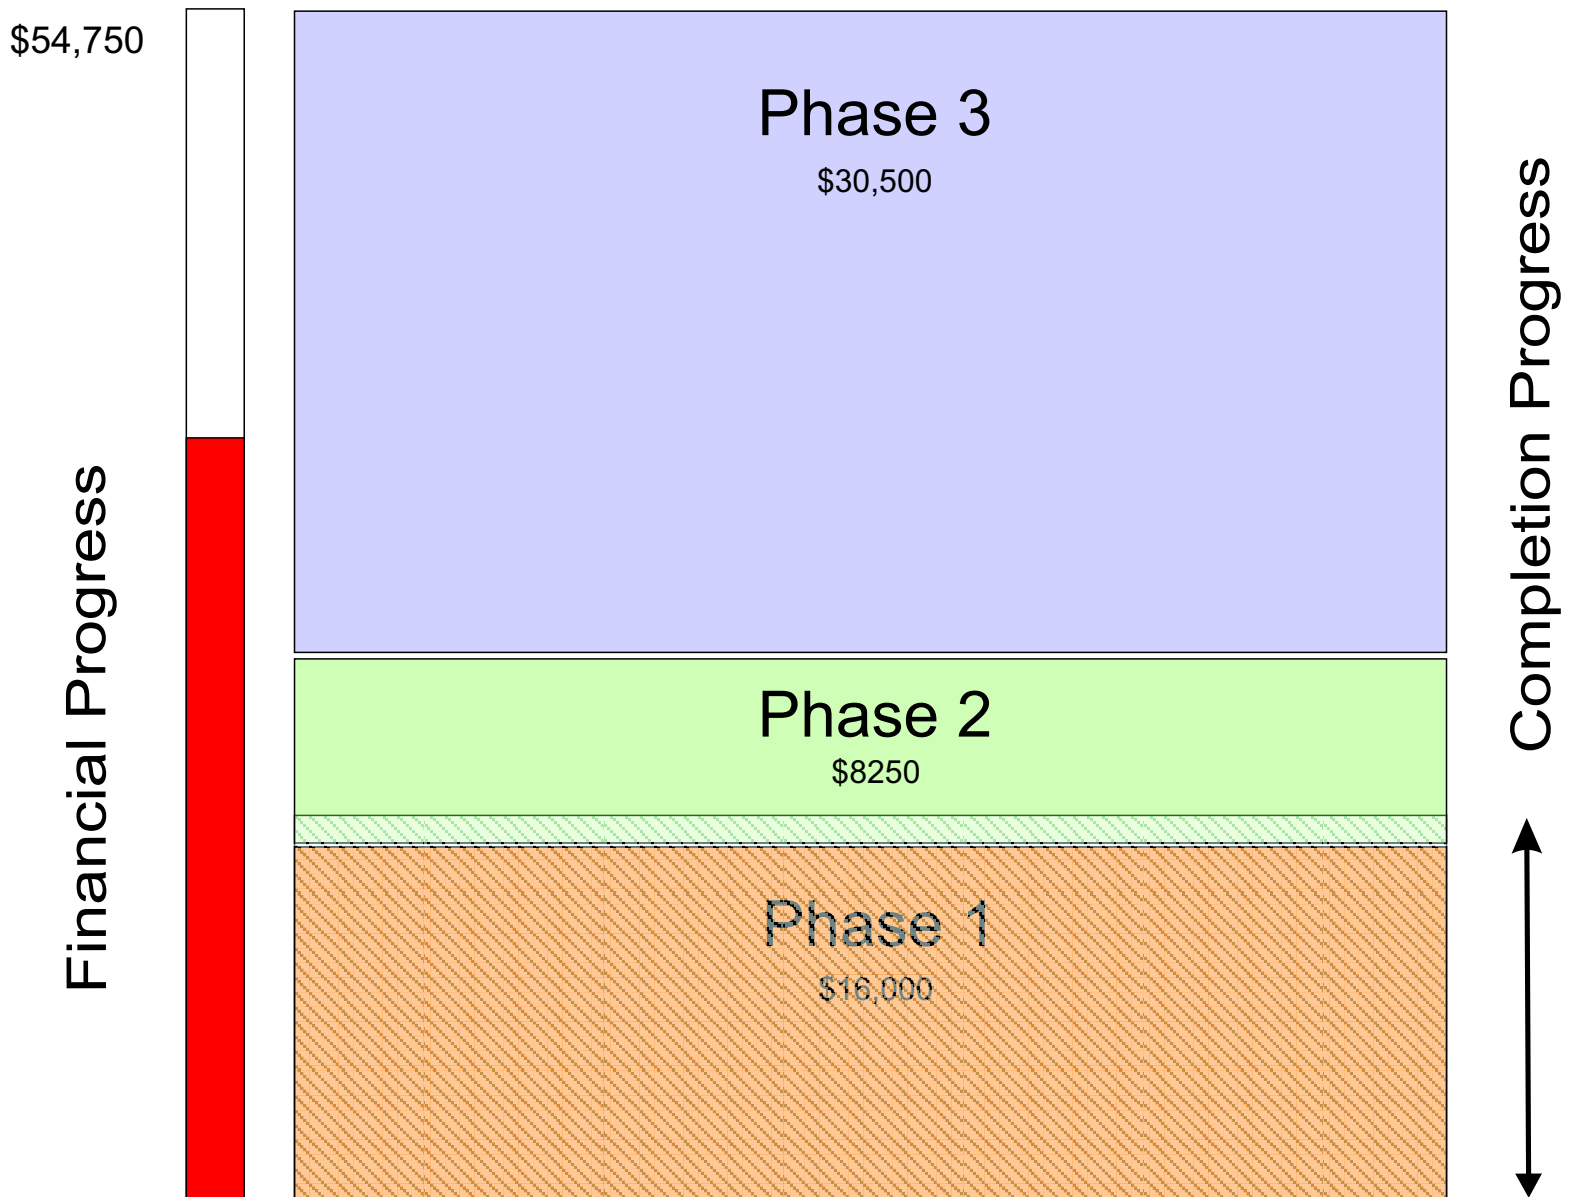 $54,750
Financial Progress
Phase 3
$30,500
Phase 2
$8250
Phase 1
$16,000
Completion Progress